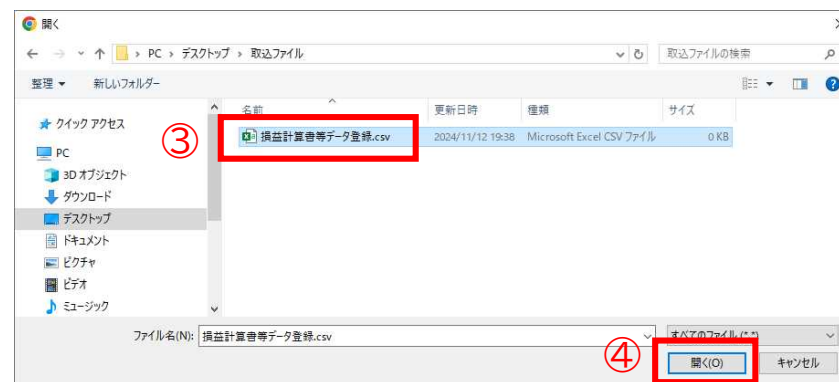 開く
PC › デスクトップ › 取込ファイル
取込ファイルの検索
整理 新しいフォルダー
名前 更新日時 種類 サイズ
クイック アクセス
③
損益計算書等データ登録.csv 2024/11/12 19:38 Microsoft Excel CSV ファイル 0 KB
PC
3D オブジェクト
ダウンロード
デスクトップ
ドキュメント
ピクチャ
ビデオ
ミュージック
ファイル名(N): 損益計算書等データ登録.csv すべてのファイル (*.*)
④
開く(O) キャンセル